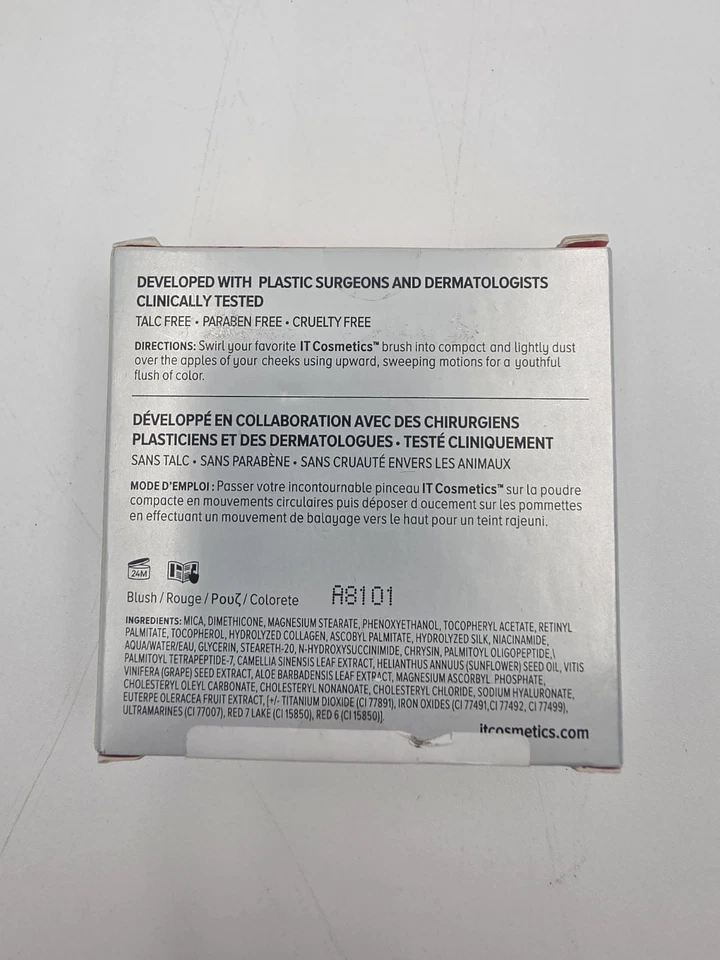 DEVELOPED WITH PLASTIC SURGEONS AND DERMATOLOGISTS
CLINICALLY TESTED
TALC FREE • PARABEN FREE • CRUELTY FREE
DIRECTIONS: Swirl your favorite IT Cosmetics™ brush into compact and lightly dust
over the apples of your cheeks using upward, sweeping motions for a youthful
flush of color.
DÉVELOPPÉ EN COLLABORATION AVEC DES CHIRURGIENS
PLASTICIENS ET DES DERMATOLOGUES • TESTÉ CLINIQUEMENT
SANS TALC • SANS PARABÈNE • SANS CRUAUTÉ ENVERS LES ANIMAUX
MODE D'EMPLOI : Passer votre incontournable pinceau IT Cosmetics™ sur la poudre
compacte en mouvements circulaires puis déposer d oucement sur les pommettes
en effectuant un mouvement de balayage vers le haut pour un teint rajeuni.
24M
Blush / Rouge / Ρουζ / Colorete A8101
INGREDIENTS: MICA, DIMETHICONE, MAGNESIUM STEARATE, PHENOXYETHANOL, TOCOPHERYL ACETATE, RETINYL
PALMITATE, TOCOPHEROL, HYDROLYZED COLLAGEN, ASCOBYL PALMITATE, HYDROLYZED SILK, NIACINAMIDE,
AQUA/WATER/EAU, GLYCERIN, STEARETH-20, N-HYDROXYSUCCINIMIDE, CHRYSIN, PALMITOYL OLIGOPEPTIDE,\
PALMITOYL TETRAPEPTIDE-7, CAMELLIA SINENSIS LEAF EXTRACT, HELIANTHUS ANNUUS (SUNFLOWER) SEED OIL, VITIS
VINIFERA (GRAPE) SEED EXTRACT, ALOE BARBADENSIS LEAF EXTRACT, MAGNESIUM ASCORBYL PHOSPHATE,
CHOLESTERYL OLEYL CARBONATE, CHOLESTERYL NONANOATE, CHOLESTERYL CHLORIDE, SODIUM HYALURONATE,
EUTERPE OLERACEA FRUIT EXTRACT, [+/- TITANIUM DIOXIDE (CI 77891), IRON OXIDES (CI 77491, CI 77492, CI 77499),
ULTRAMARINES (CI 77007), RED 7 LAKE (CI 15850), RED 6 (CI 15850)].
itcosmetics.com